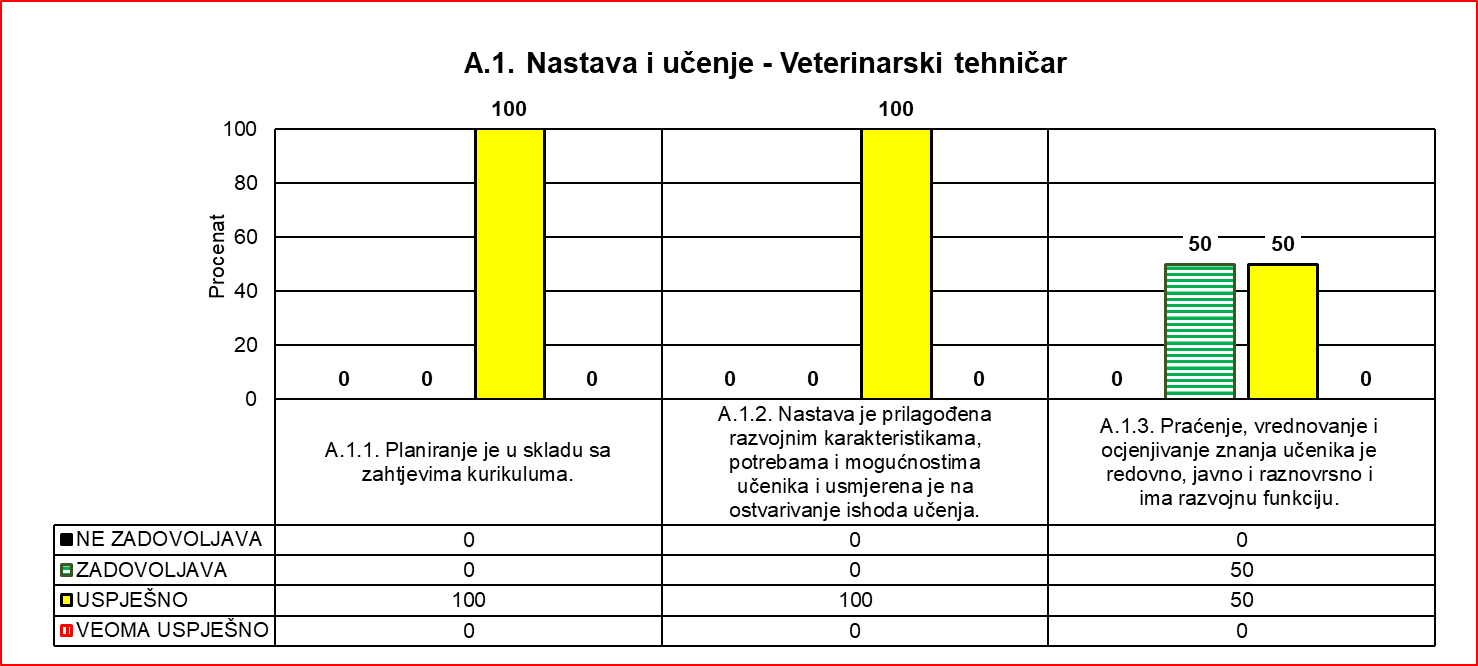 A.1. Nastava i učenje - Veterinarski tehničar
100
100
100
80
60
40
20
0
Procenat
50
50
0
0
0
0
0
0
0
0
A.1.1. Planiranje je u skladu sa
zahtjevima kurikuluma.
A.1.2. Nastava je prilagođena
razvojnim karakteristikama,
potrebama i mogućnostima
učenika i usmjerena je na
ostvarivanje ishoda učenja.
A.1.3. Praćenje, vrednovanje i
ocjenjivanje znanja učenika je
redovno, javno i raznovrsno i
ima razvojnu funkciju.
NE ZADOVOLJAVA 0 0 0
ZADOVOLJAVA 0 0 50
USPJEŠNO 100 100 50
VEOMA USPJEŠNO 0 0 0